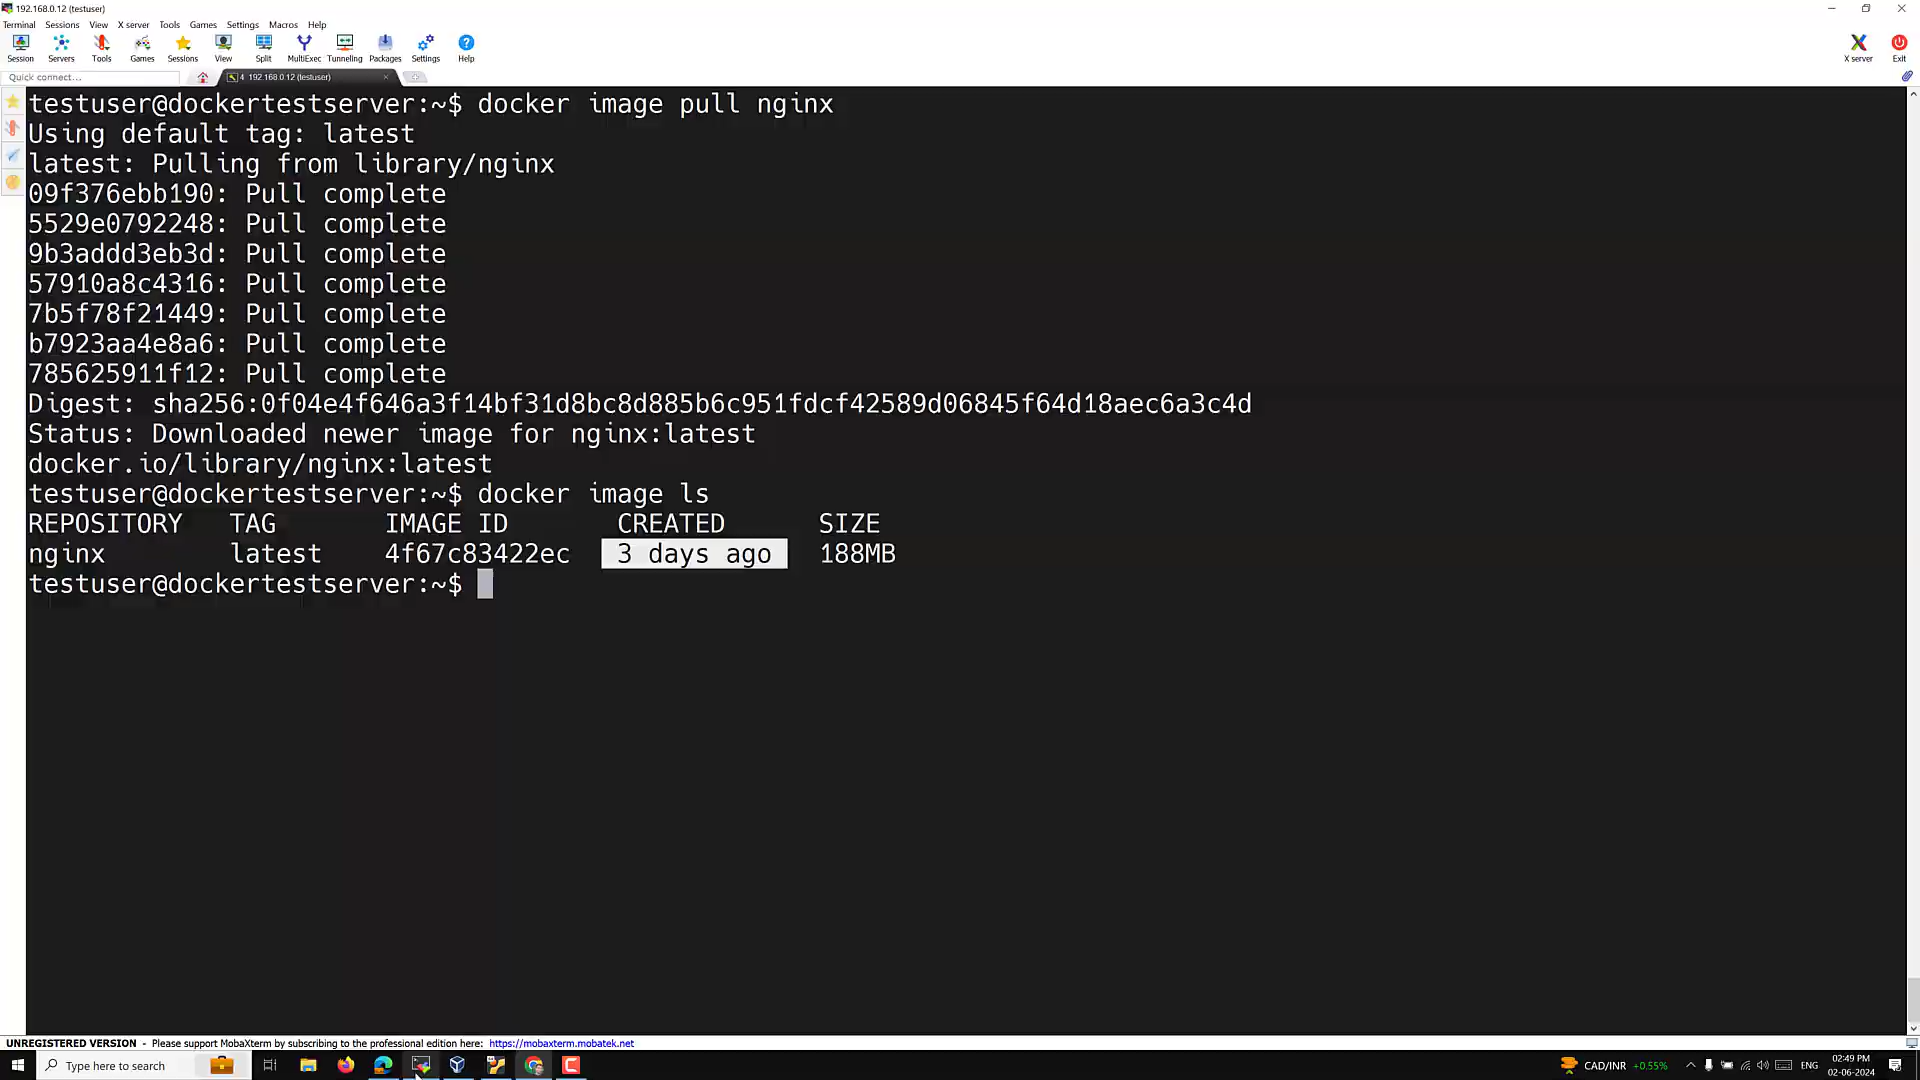 192.168.0.12 (testuser)
Terminal Sessions View X server Tools Games Settings Macros Help
Session Servers Tools Games Sessions View Split MultiExec Tunneling Packages Settings Help X server Exit
Quick connect... 4 192.168.0.12 (testuser)
testuser@dockertestserver:~$ docker image pull nginx
Using default tag: latest
latest: Pulling from library/nginx
09f376ebb190: Pull complete
5529e0792248: Pull complete
9b3addd3eb3d: Pull complete
57910a8c4316: Pull complete
7b5f78f21449: Pull complete
b7923aa4e8a6: Pull complete
785625911f12: Pull complete
Digest: sha256:0f04e4f646a3f14bf31d8bc8d885b6c951fdcf42589d06845f64d18aec6a3c4d
Status: Downloaded newer image for nginx:latest
docker.io/library/nginx:latest
testuser@dockertestserver:~$ docker image ls
REPOSITORY TAG IMAGE ID CREATED SIZE
nginx latest 4f67c83422ec 3 days ago 188MB
testuser@dockertestserver:~$
UNREGISTERED VERSION - Please support MobaXterm by subscribing to the professional edition here: https://mobaxterm.mobatek.net
Type here to search CAD/INR +0.55% ENG 02:49 PM
02-06-2024